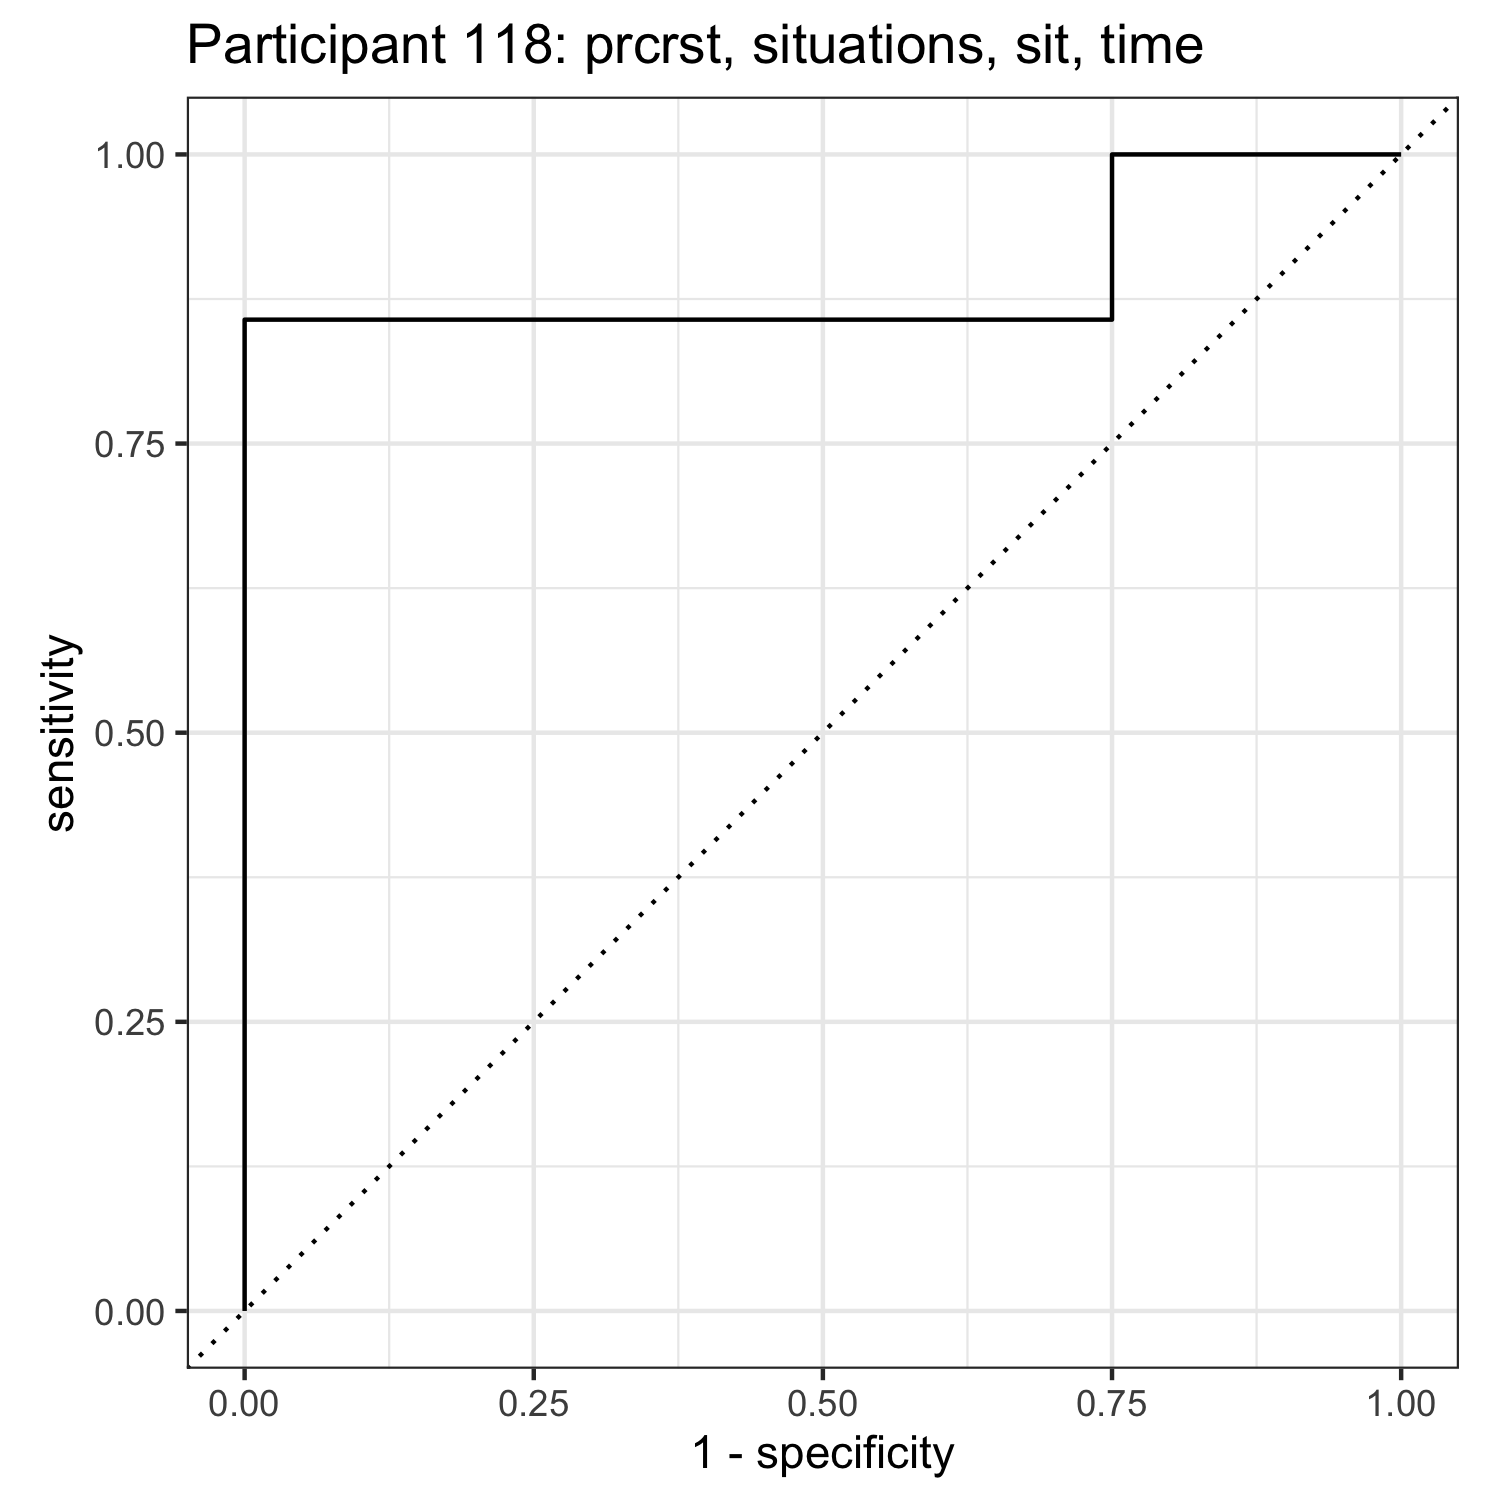 Participant 118: prcrst, situations, sit, time
1.00
0.75
0.50
0.25
0.00
sensitivity
0.00 0.25 0.50 0.75 1.00
1 - specificity